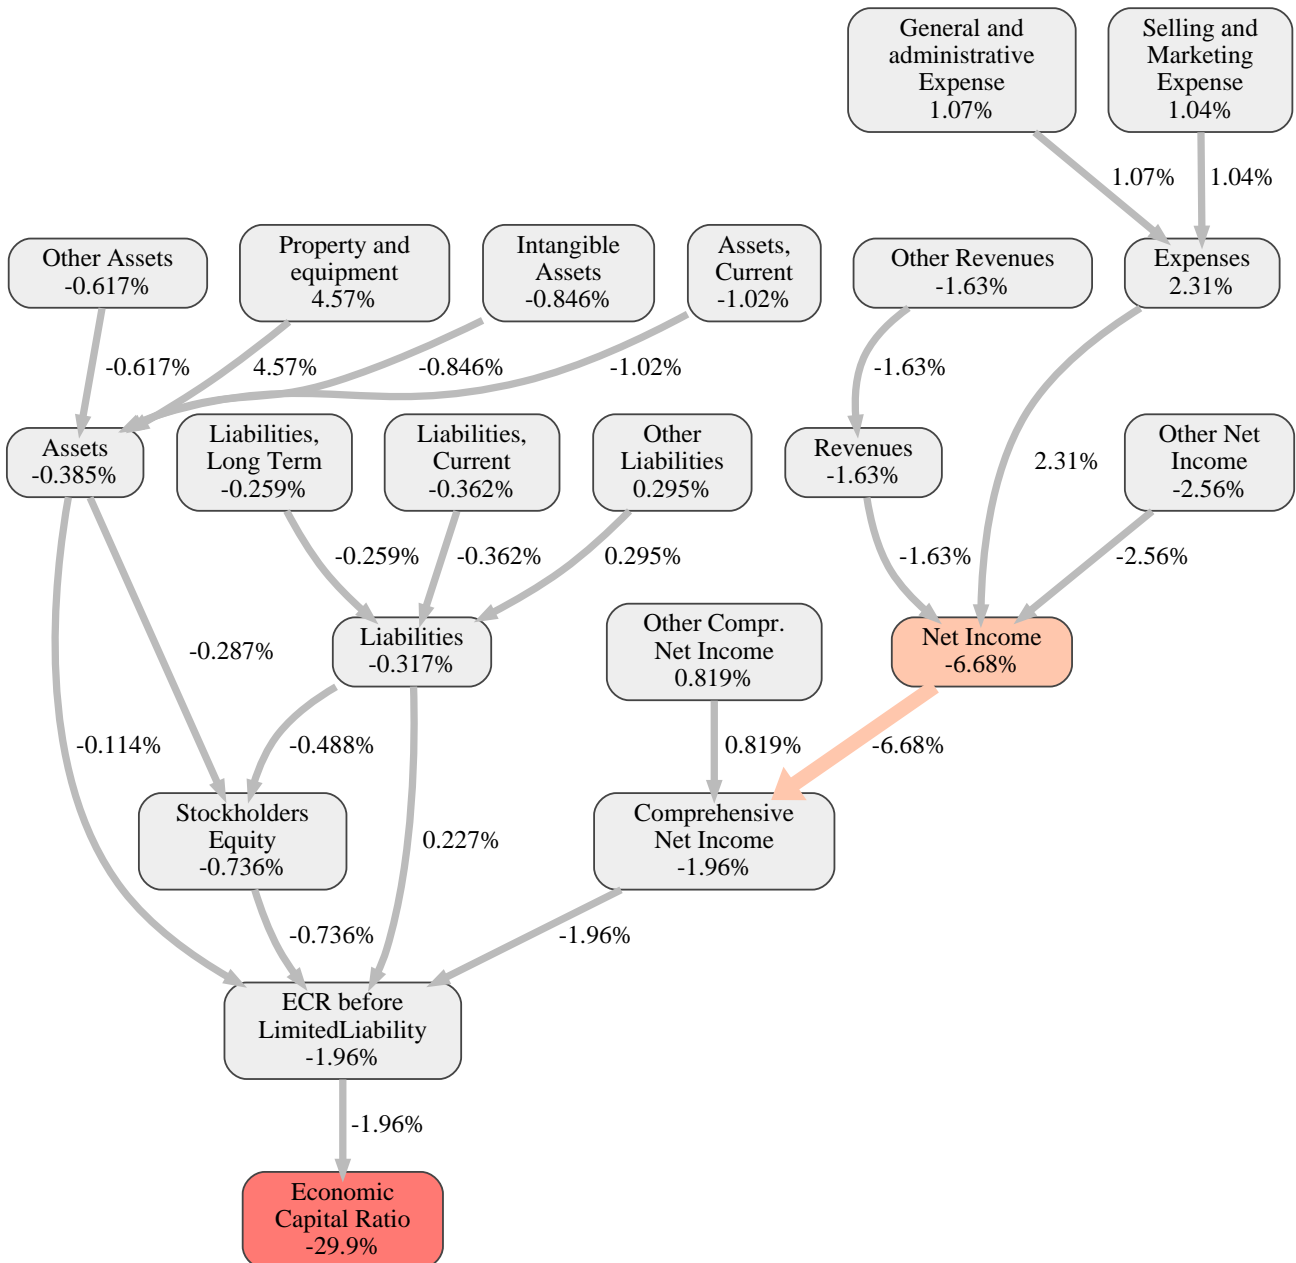 General and
administrative
Expense
1.07%
Selling and
Marketing
Expense
1.04%
1.07%
1.04%
Other Assets
-0.617%
Property and
equipment
4.57%
Intangible
Assets
-0.846%
Assets,
Current
-1.02%
Other Revenues
-1.63%
Expenses
2.31%
-0.617%
4.57%
-0.846%
-1.02%
-1.63%
Assets
-0.385%
Liabilities,
Long Term
-0.259%
Liabilities,
Current
-0.362%
Other
Liabilities
0.295%
Revenues
-1.63%
2.31%
Other Net
Income
-2.56%
-0.259%
-0.362%
0.295%
-1.63%
-2.56%
-0.287%
Liabilities
-0.317%
Other Compr.
Net Income
0.819%
Net Income
-6.68%
-0.114%
-0.488%
0.819%
-6.68%
Stockholders
Equity
-0.736%
0.227%
Comprehensive
Net Income
-1.96%
-0.736%
-1.96%
ECR before
LimitedLiability
-1.96%
-1.96%
Economic
Capital Ratio
-29.9%